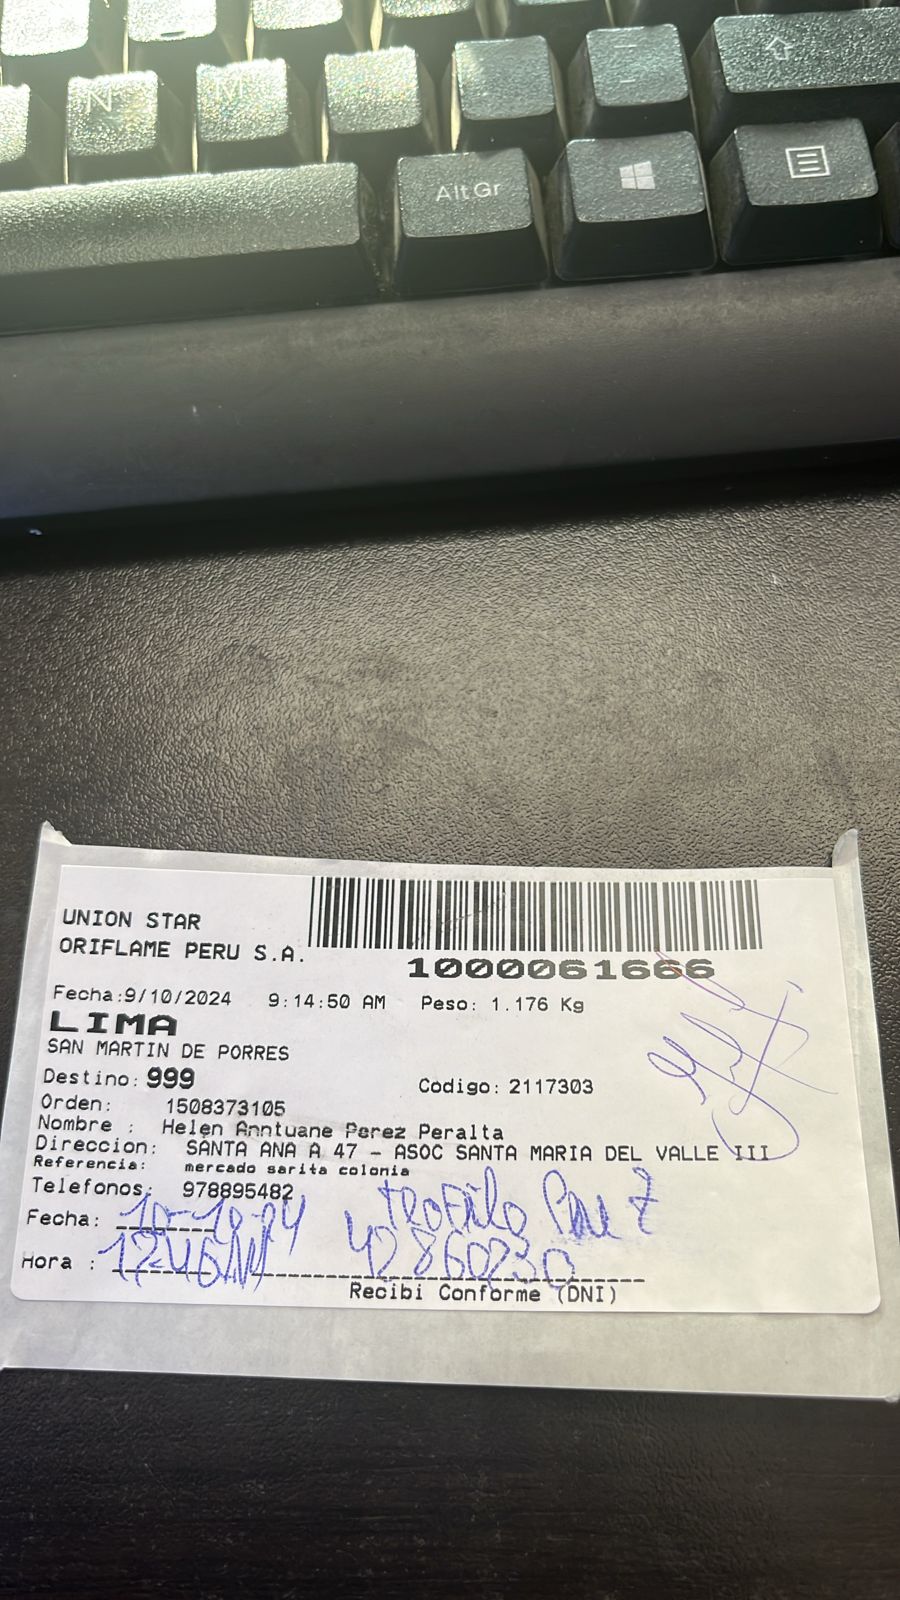 N M
Alt Gr
UNION STAR
ORIFLAME PERU S.A.
1000061666
Fecha:9/10/2024 9:14:50 AM Peso: 1.176 Kg
LIMA
SAN MARTIN DE PORRES
Destino: 999 Codigo: 2117303
Orden: 1508373105
Nombre : Helen Anntuane Perez Peralta
Direccion: SANTA ANA A 47 - ASOC SANTA MARIA DEL VALLE III
Referencia: mercado sarita colonia
Telefonos: 978895482
Fecha: 10-10-24 teofilo
Hora : 42860230
Recibi Conforme (DNI)